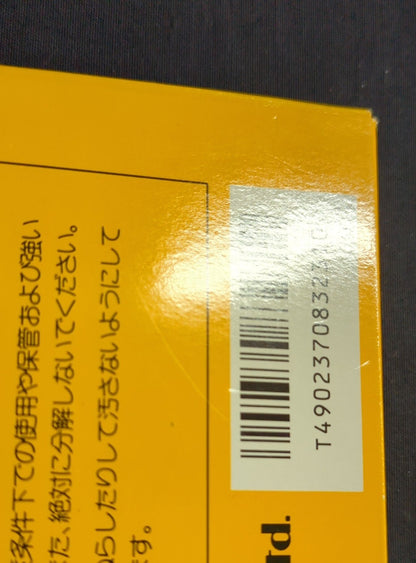 条件下での使用や保管および強い
た、絶対に分解しないでください。
らしたりして汚さないようにして
す。
td.